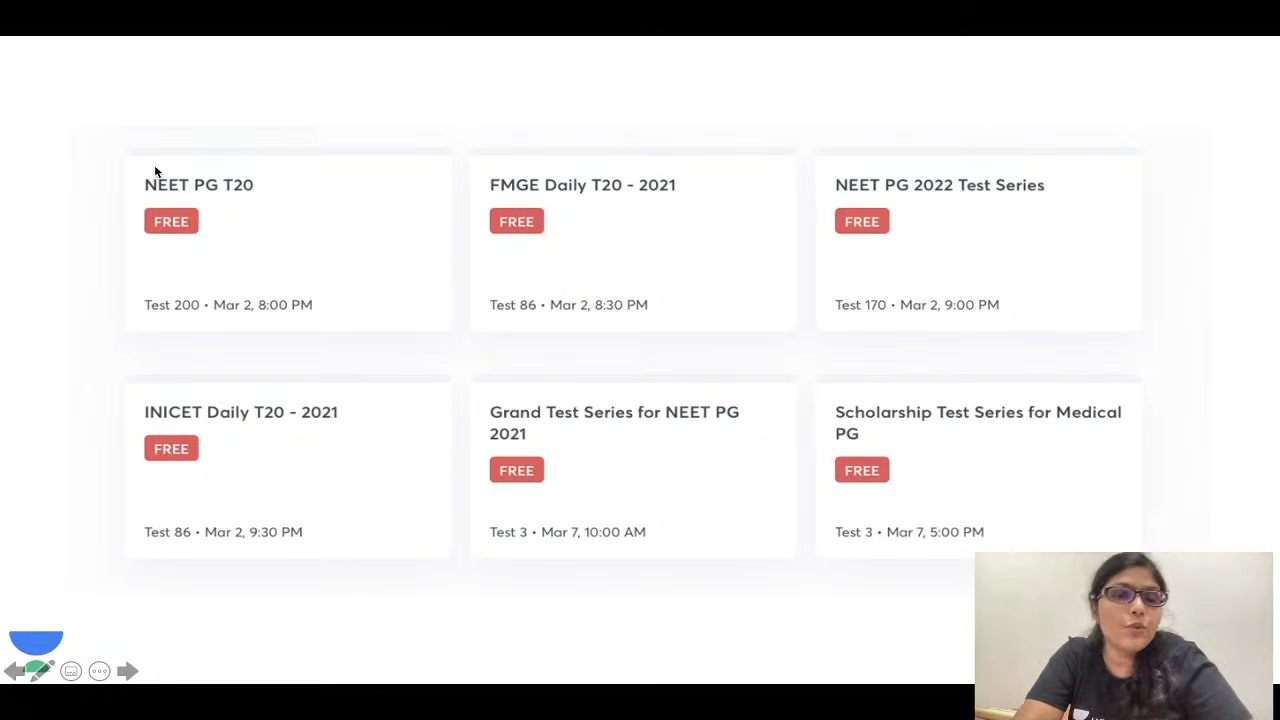 NEET PG T20
FREE
Test 200 • Mar 2, 8:00 PM
FMGE Daily T20 - 2021
FREE
Test 86 • Mar 2, 8:30 PM
NEET PG 2022 Test Series
FREE
Test 170 • Mar 2, 9:00 PM
INICET Daily T20 - 2021
FREE
Test 86 • Mar 2, 9:30 PM
Grand Test Series for NEET PG
2021
FREE
Test 3 • Mar 7, 10:00 AM
Scholarship Test Series for Medical
PG
FREE
Test 3 • Mar 7, 5:00 PM